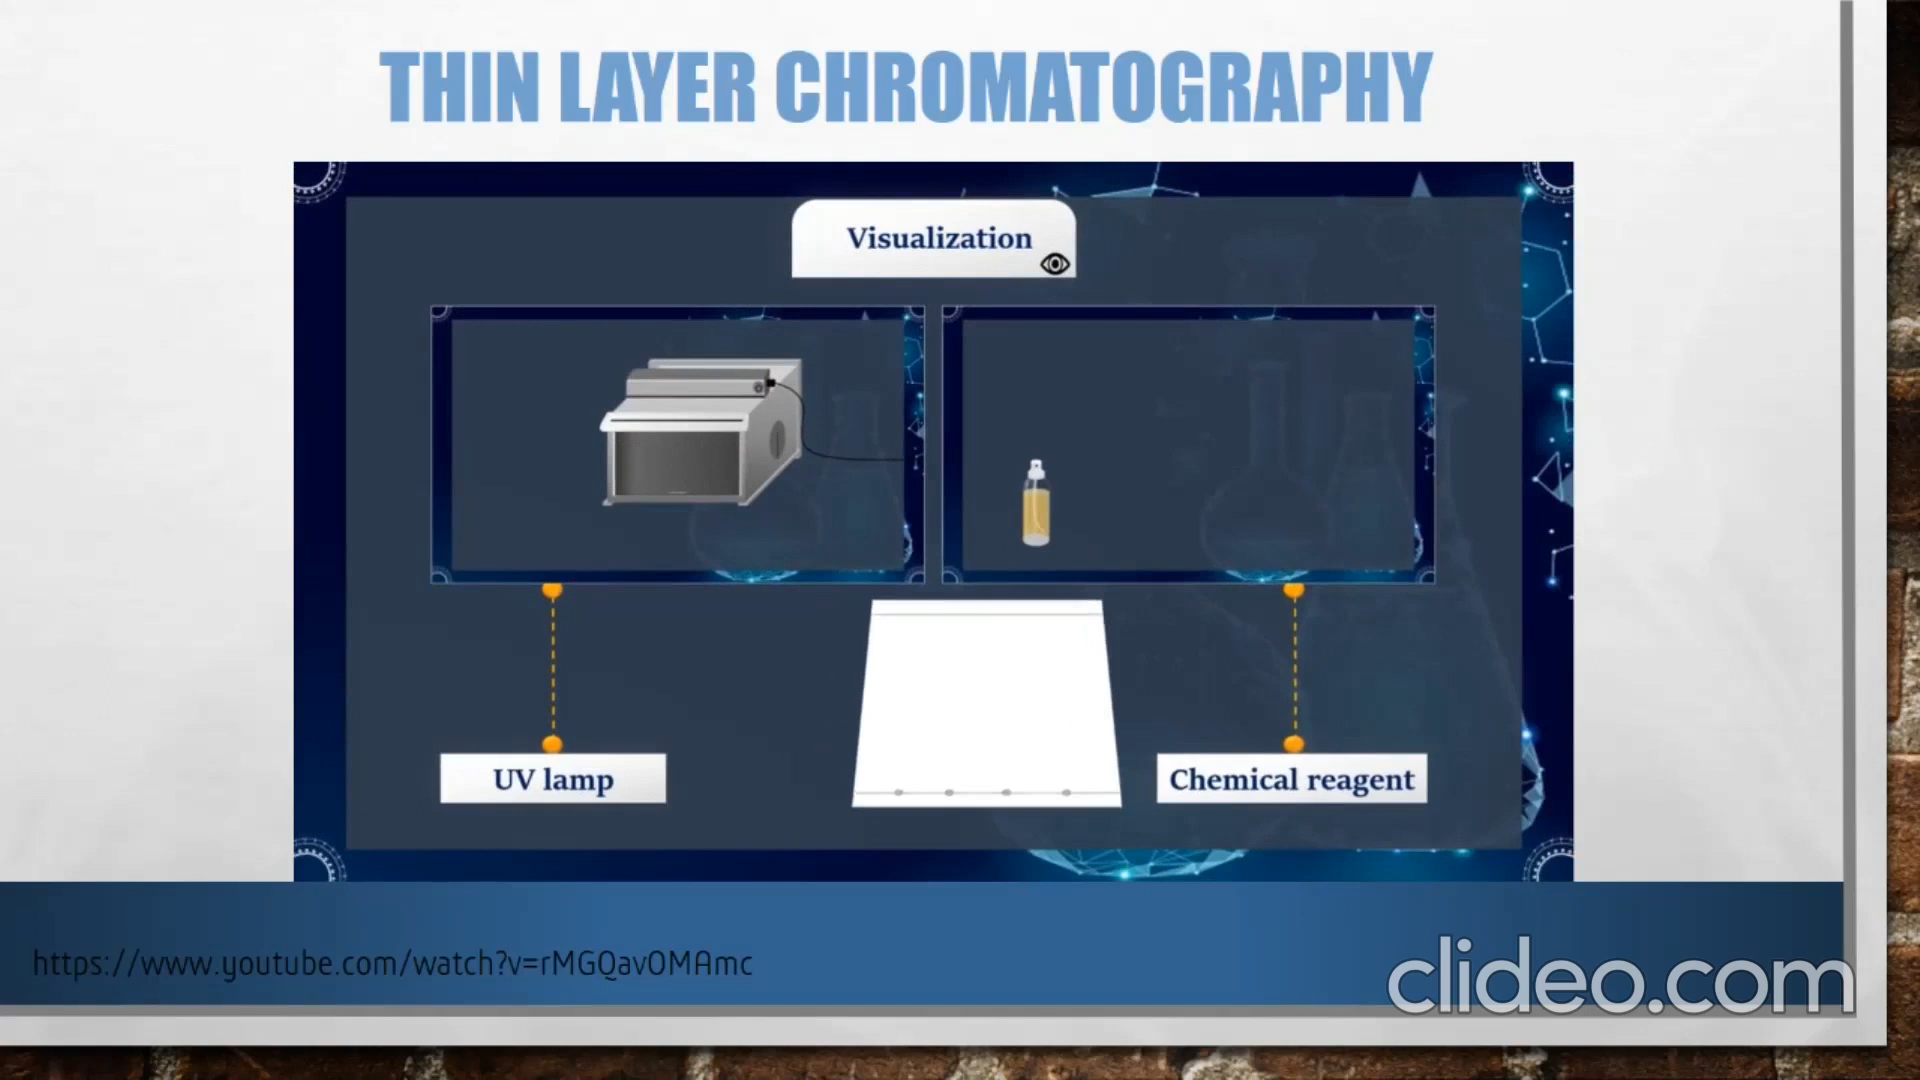 THIN LAYER CHROMATOGRAPHY
Visualization
UV lamp
Chemical reagent
https://www.youtube.com/watch?v=rMGQavOMAmc
clideo.com